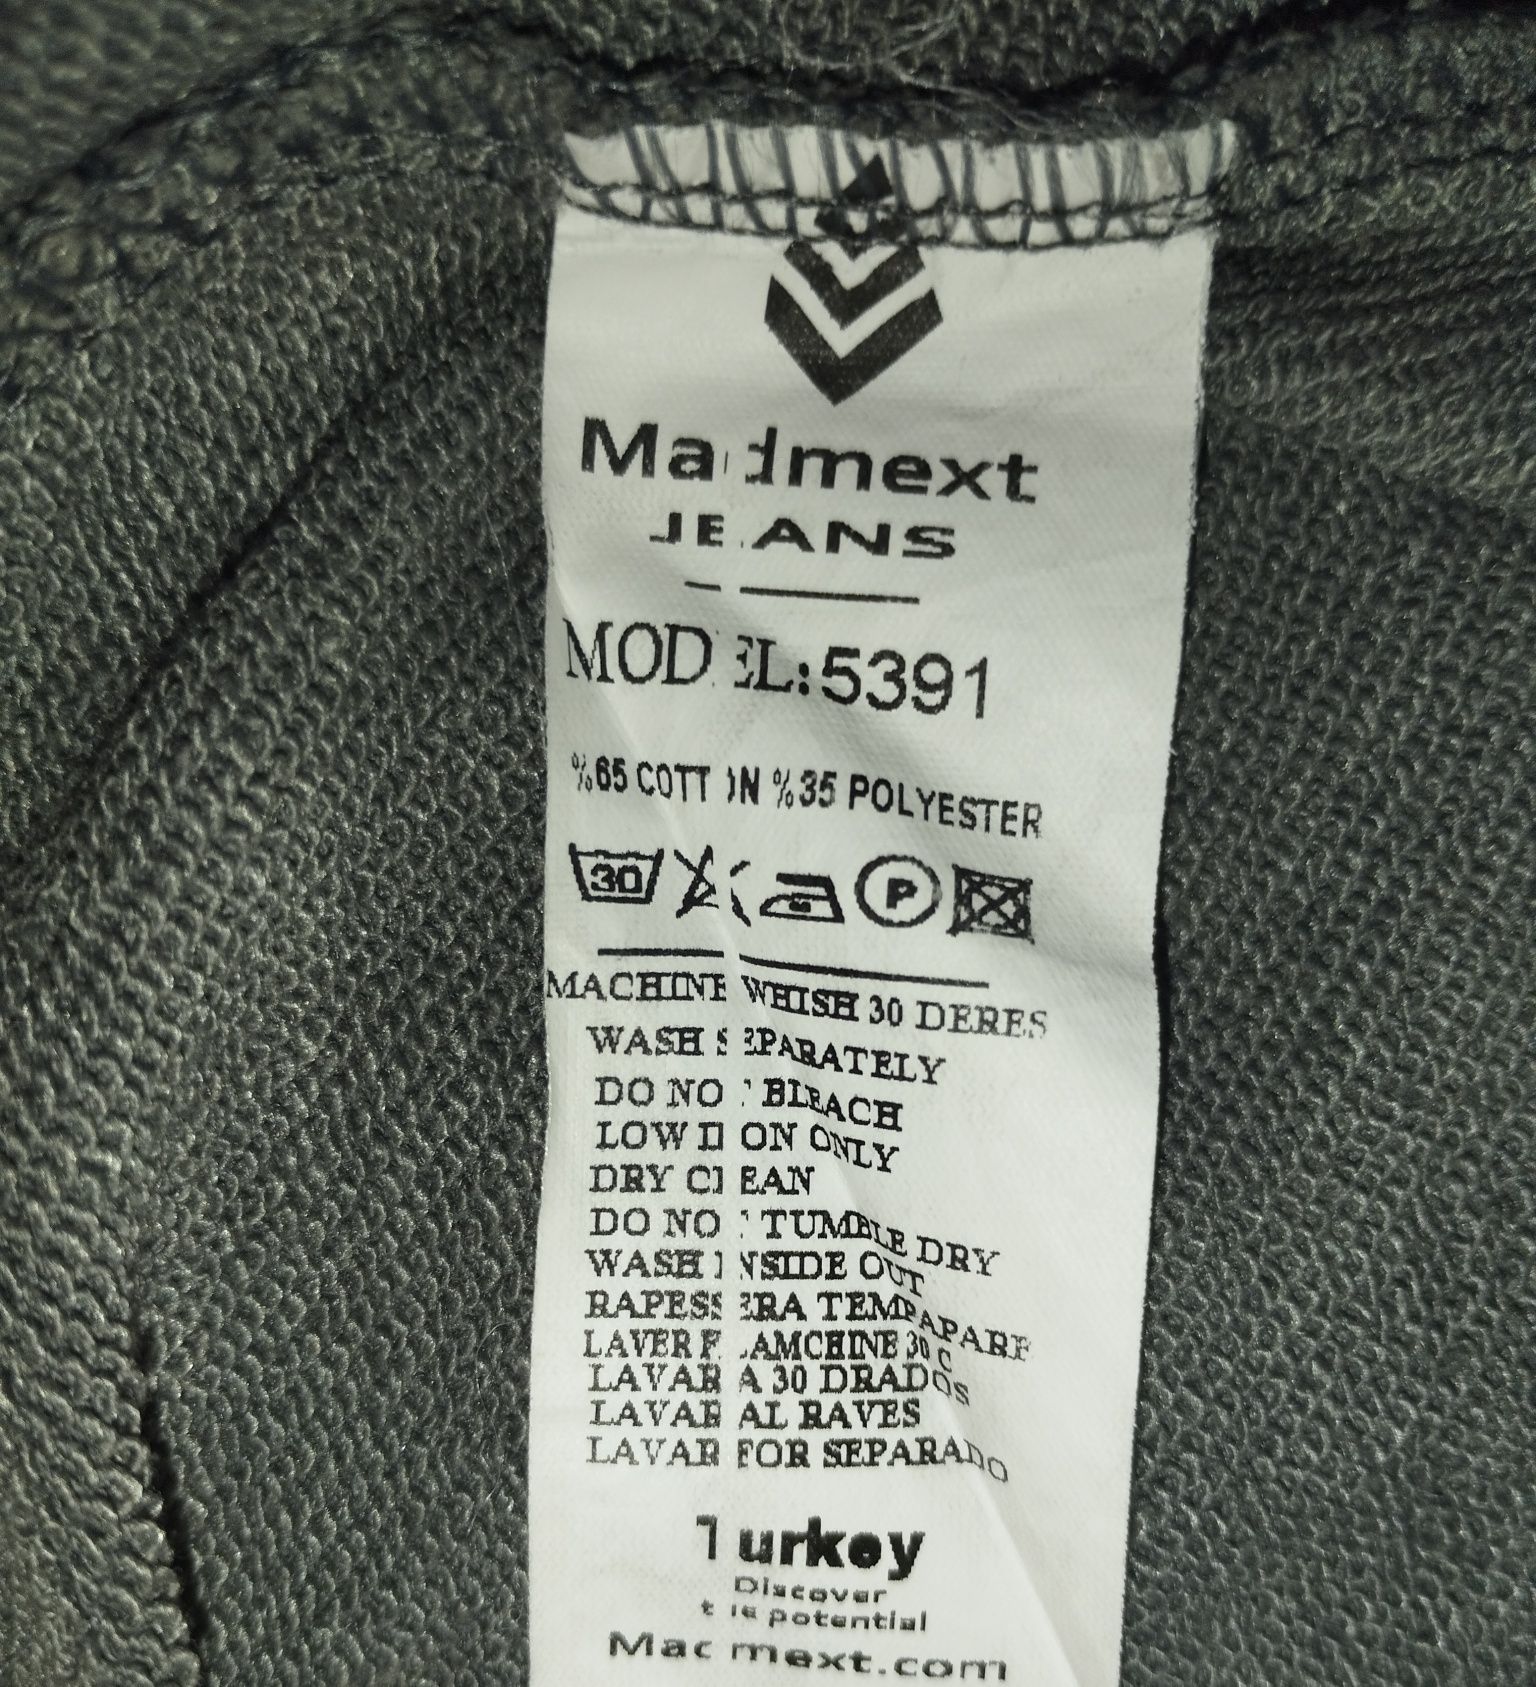 Madmext
JEANS
MODEL:5391
%65 COTTON %35 POLYESTER
30 P
MACHINE WHISH 30 DERES
WASH SEPARATELY
DO NOT BLEACH
LOW IRON ONLY
DRY CLEAN
DO NOT TUMBLE DRY
WASH INSIDE OUT
RAPESSERA TEMPAPARE
LAVER F LAMCHINE 30 C
LAVAR A 30 DRADOS
LAVAR AL RAVES
LAVAR FOR SEPARADO
Turkey
Discover
the potential
Madmext.com